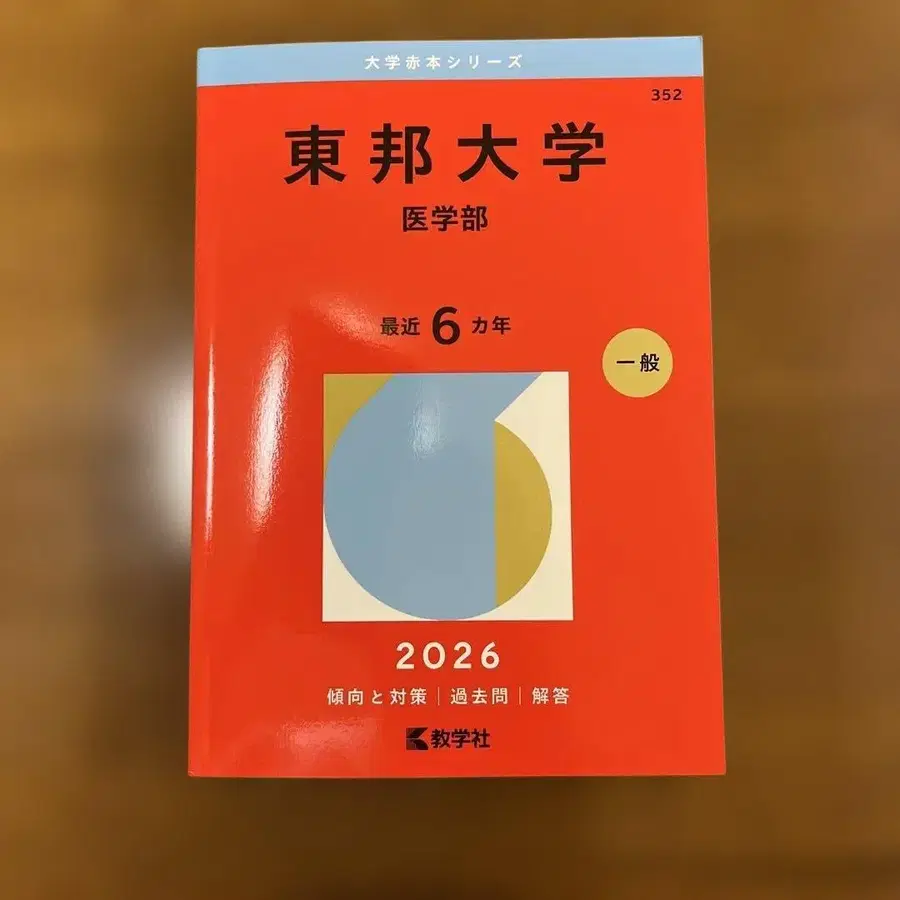 大学赤本シリーズ
352
東邦大学
医学部
最近6カ年
一般
2026
傾向と対策|過去問|解答
教学社